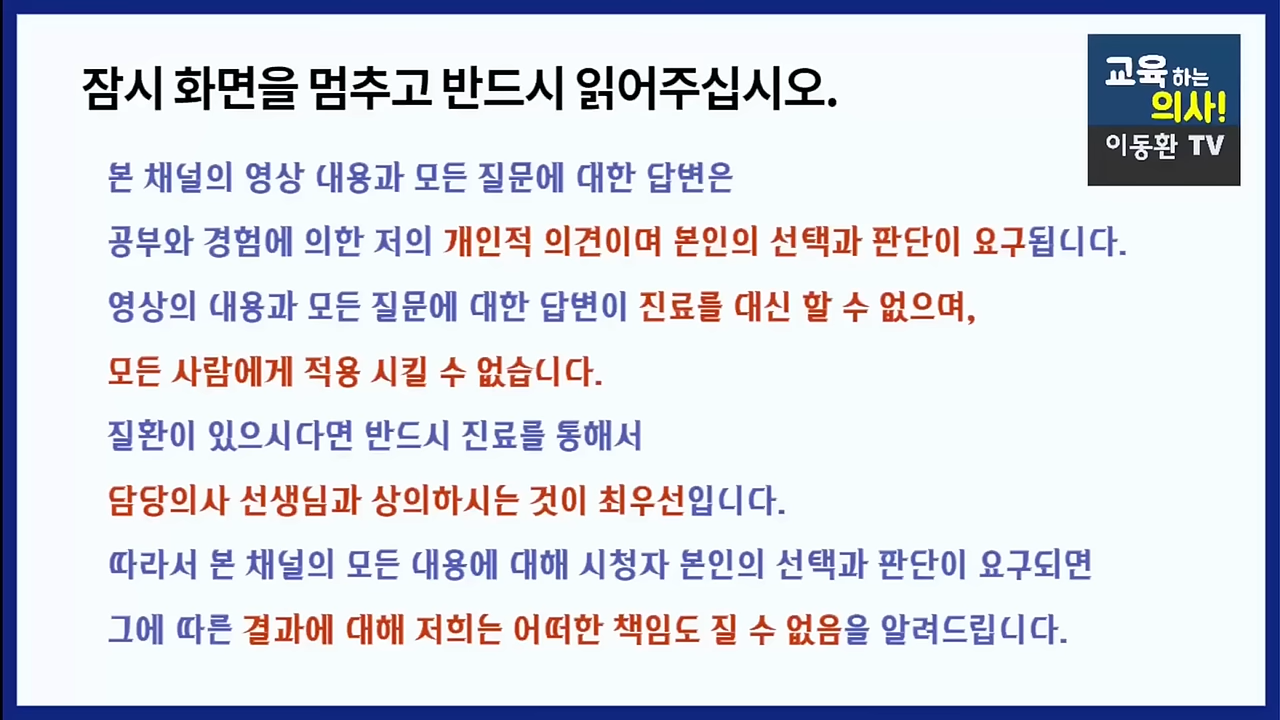 잠시 화면을 멈추고 반드시 읽어주십시오.
교육 하는
의사!
이동환 TV
본 채널의 영상 내용과 모든 질문에 대한 답변은
공부와 경험에 의한 저의 개인적 의견이며 본인의 선택과 판단이 요구됩니다.
영상의 내용과 모든 질문에 대한 답변이 진료를 대신 할 수 없으며,
모든 사람에게 적용 시킬 수 없습니다.
질환이 있으시다면 반드시 진료를 통해서
담당의사 선생님과 상의하시는 것이 최우선입니다.
따라서 본 채널의 모든 내용에 대해 시청자 본인의 선택과 판단이 요구되면
그에 따른 결과에 대해 저희는 어떠한 책임도 질 수 없음을 알려드립니다.